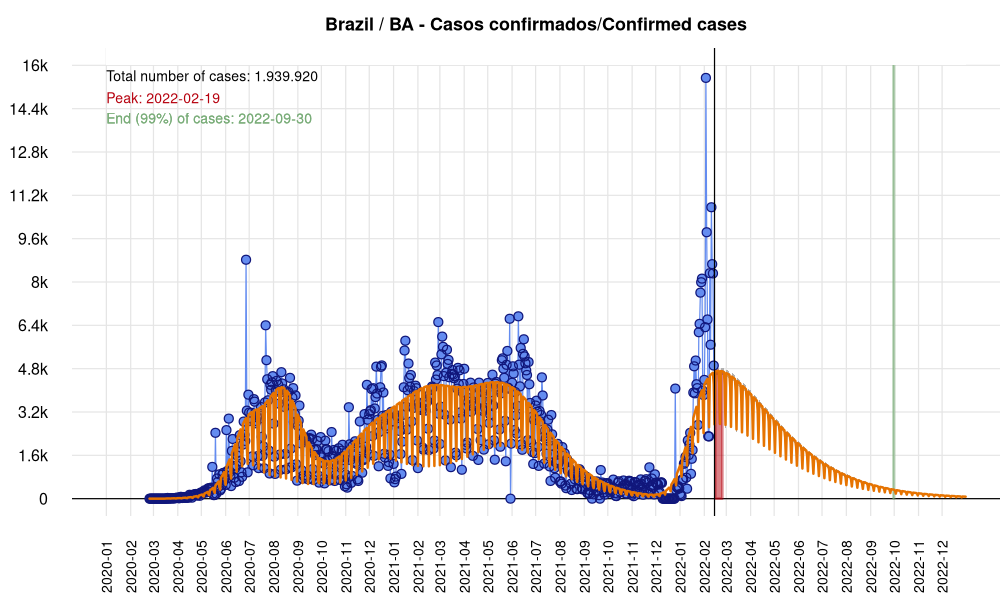 Brazil / BA - Casos confirmados/Confirmed cases
Total number of cases: 1.939.920
Peak: 2022-02-19
End (99%) of cases: 2022-09-30
16k
14.4k
12.8k
11.2k
9.6k
8k
6.4k
4.8k
3.2k
1.6k
0
2020-01
2020-02
2020-03
2020-04
2020-05
2020-06
2020-07
2020-08
2020-09
2020-10
2020-11
2020-12
2021-01
2021-02
2021-03
2021-04
2021-05
2021-06
2021-07
2021-08
2021-09
2021-10
2021-11
2021-12
2022-01
2022-02
2022-03
2022-04
2022-05
2022-06
2022-07
2022-08
2022-09
2022-10
2022-11
2022-12